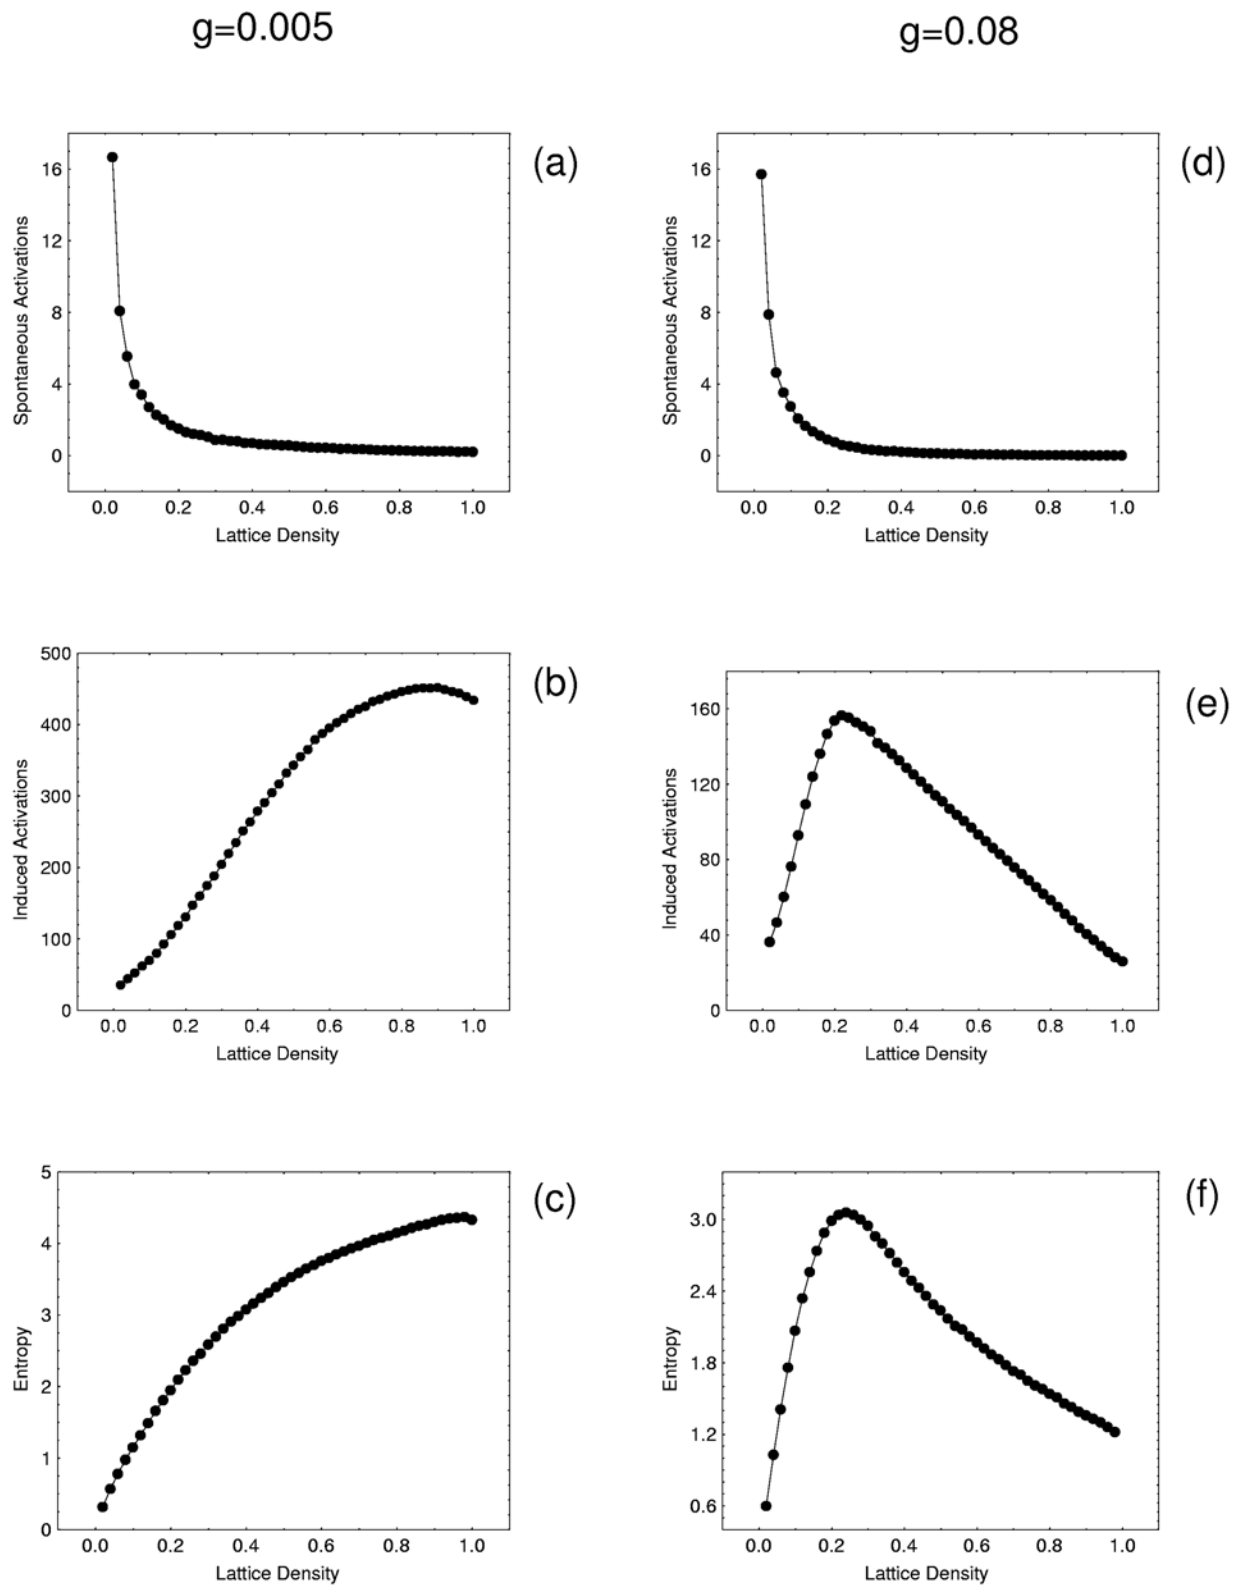 g=0.005
g=0.08
(a)
Spontaneous Activations
16
12
8
4
0
0.0 0.2 0.4 0.6 0.8 1.0
Lattice Density
(d)
Spontaneous Activations
16
12
8
4
0
0.0 0.2 0.4 0.6 0.8 1.0
Lattice Density
(b)
Induced Activations
500
400
300
200
100
0
0.0 0.2 0.4 0.6 0.8 1.0
Lattice Density
(e)
Induced Activations
160
120
80
40
0
0.0 0.2 0.4 0.6 0.8 1.0
Lattice Density
(c)
Entropy
5
4
3
2
1
0
0.0 0.2 0.4 0.6 0.8 1.0
Lattice Density
(f)
Entropy
3.0
2.4
1.8
1.2
0.6
0.0 0.2 0.4 0.6 0.8 1.0
Lattice Density